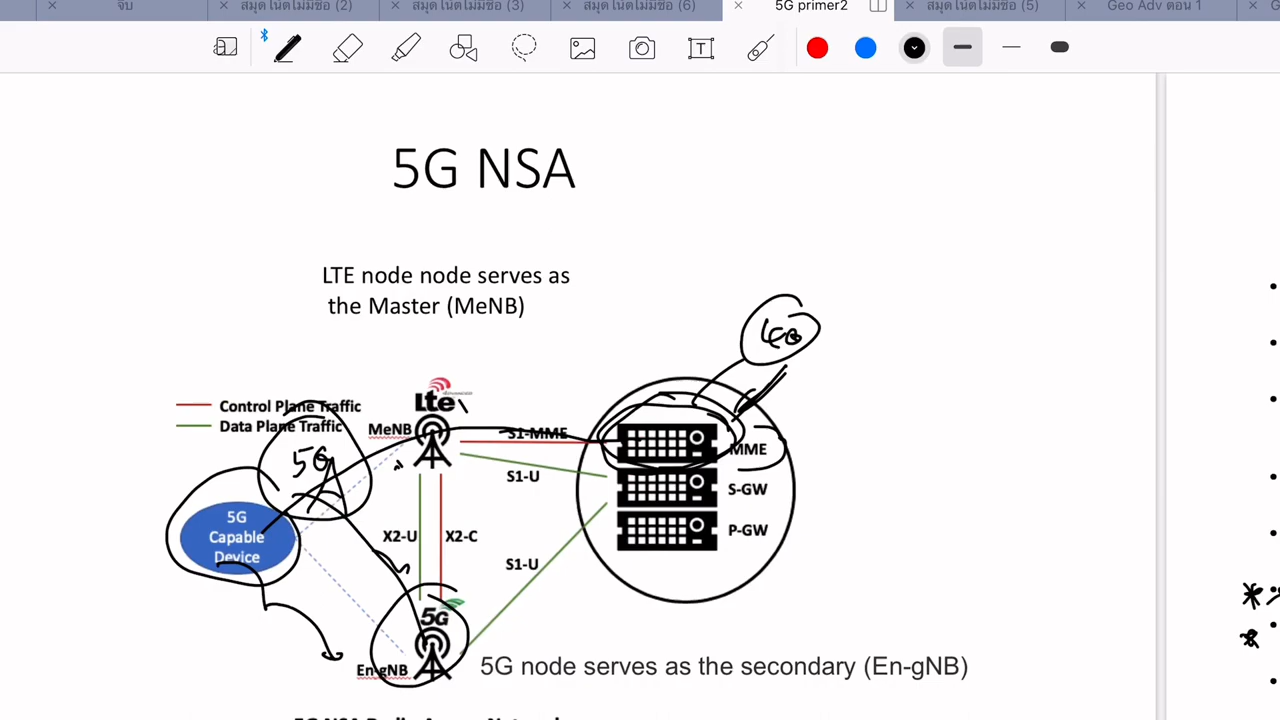 สมุดโน้ตไม่มีชื่อ (2)
สมุดโน้ตไม่มีชื่อ (3)
สมุดโน้ตไม่มีชื่อ (6)
5G primer2
สมุดโน้ตไม่มีชื่อ (5)
Geo Adv ตอน 1
5G NSA
LTE node node serves as
the Master (MeNB)
Control Plane Traffic
Data Plane Traffic
Lte
MeNB
S1-MME
MME
S1-U
S-GW
P-GW
5G
5G
Capable
Device
X2-U
X2-C
S1-U
5G
En-gNB
5G node serves as the secondary (En-gNB)